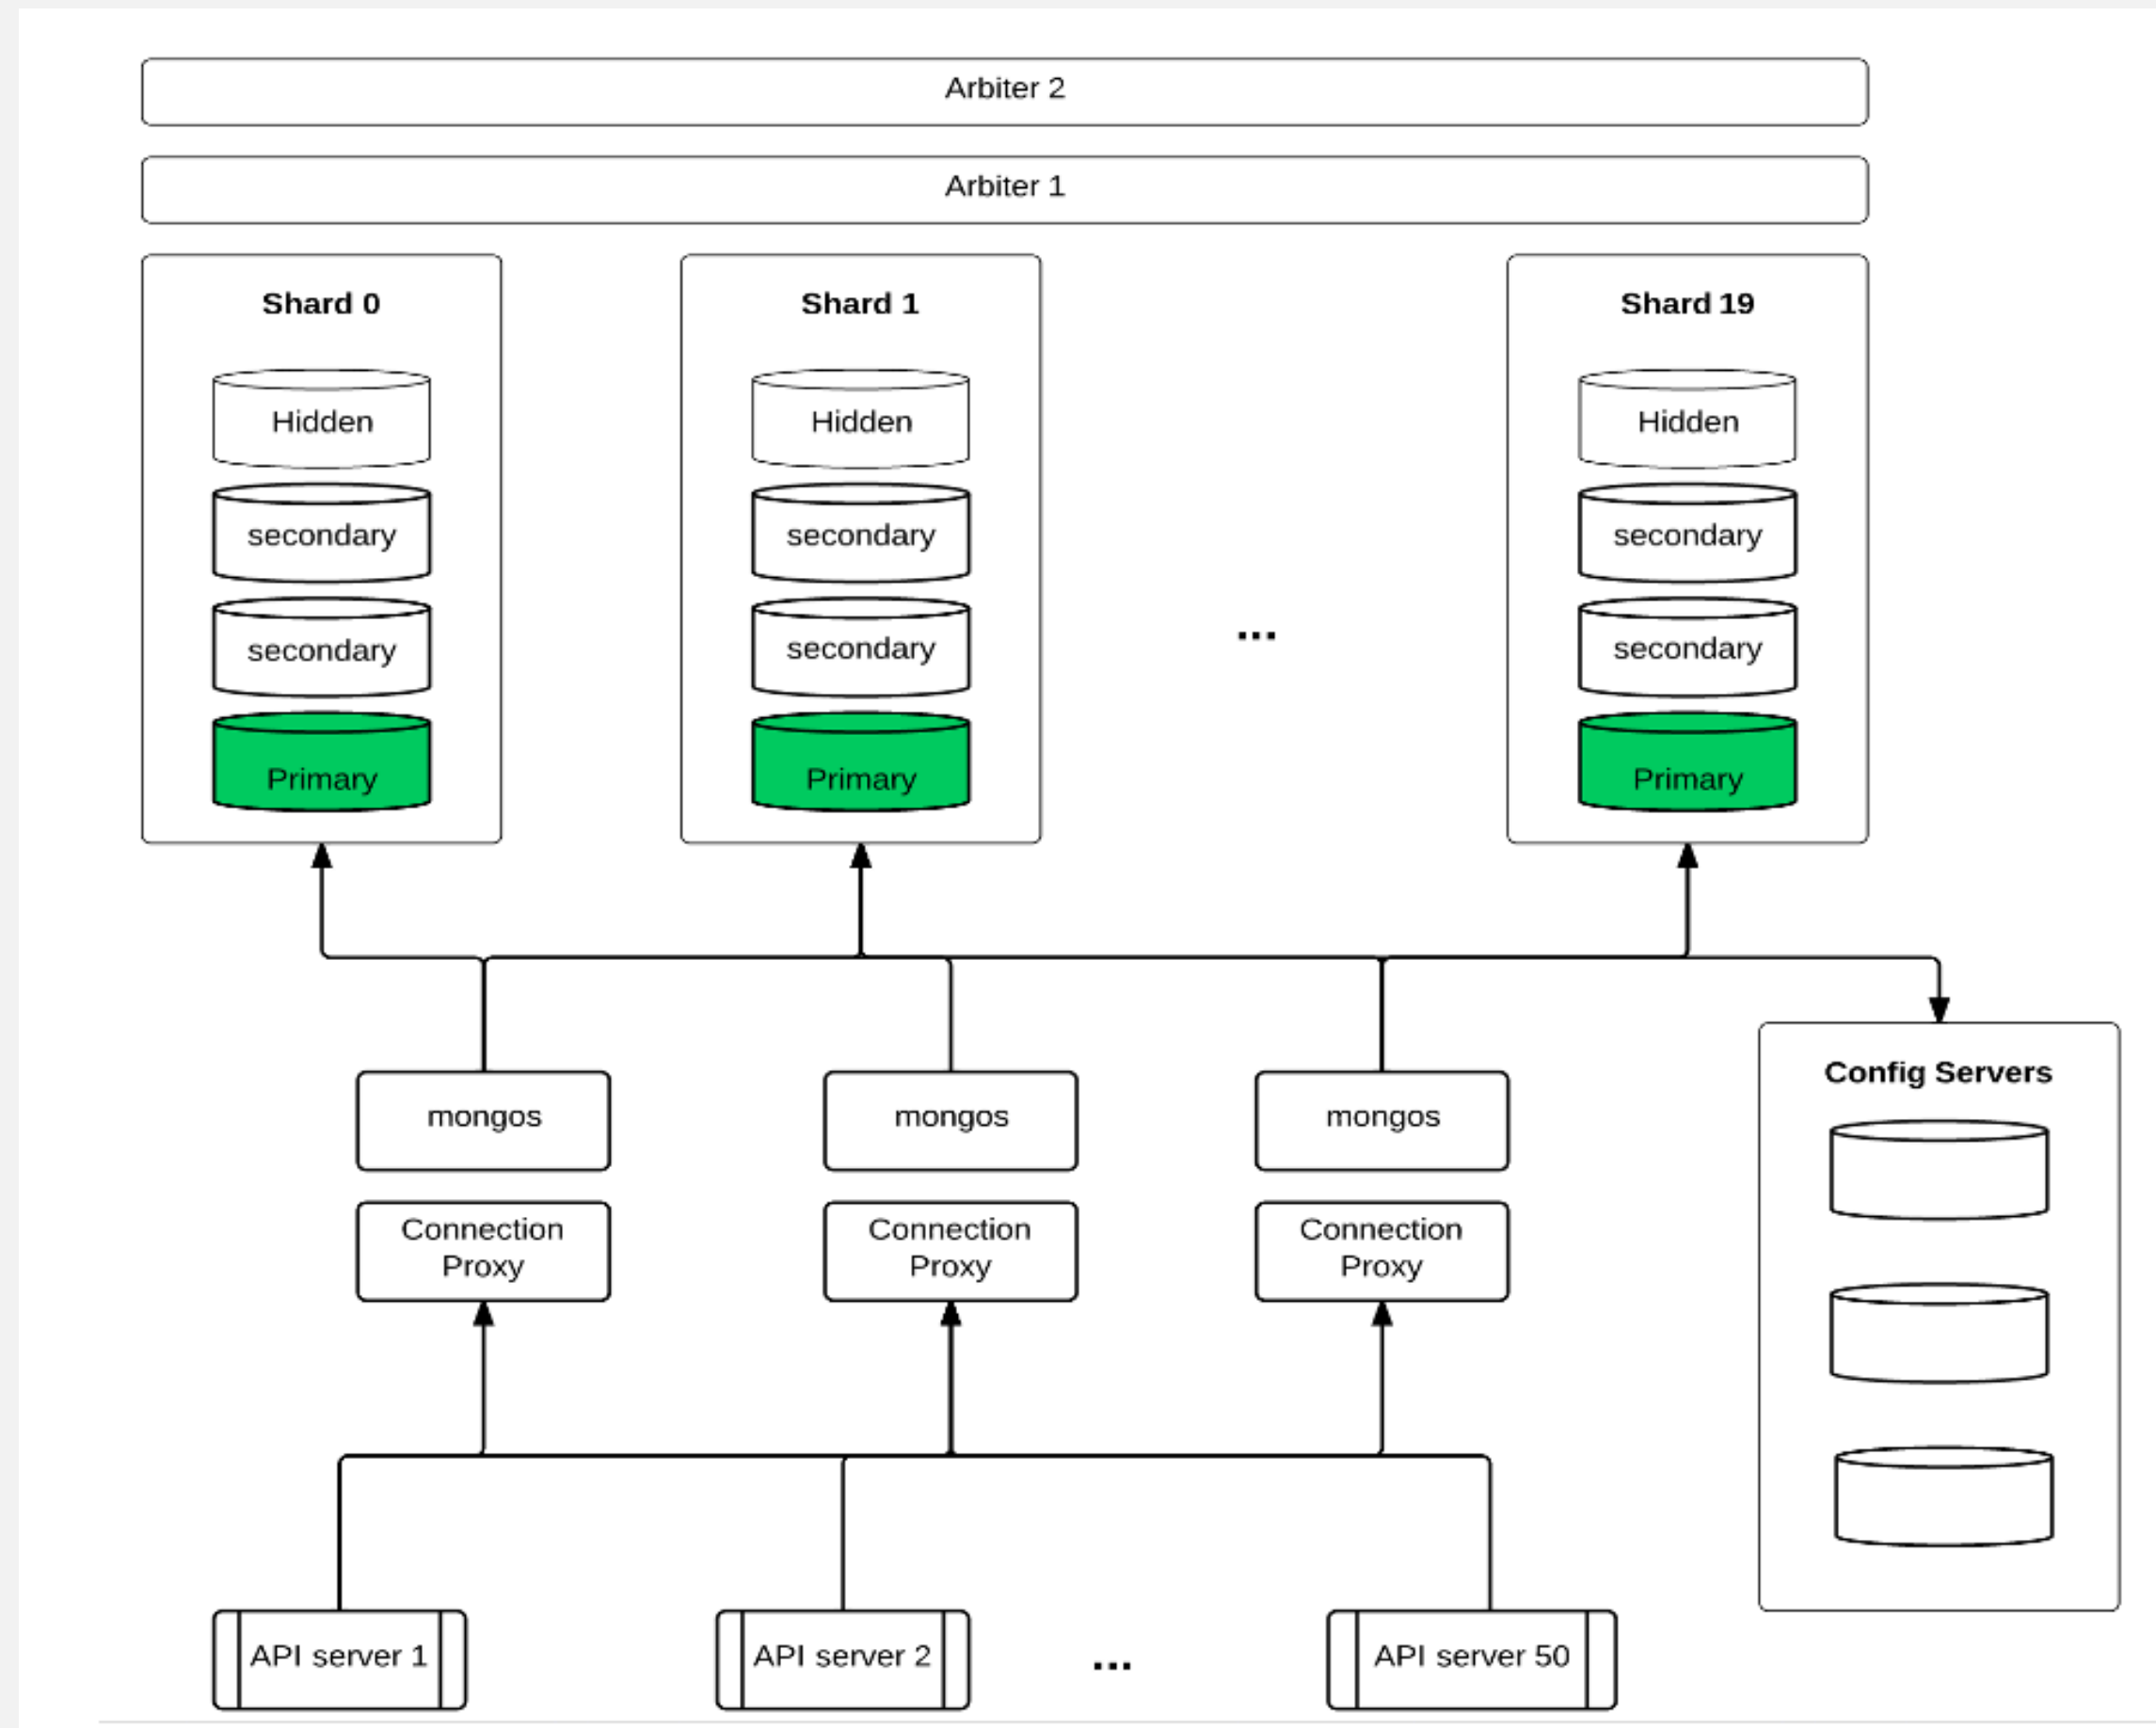 Arbiter 2
Arbiter 1
Shard 0
Shard 1
Shard 19
Hidden
Hidden
Hidden
secondary
secondary
secondary
secondary
secondary
...
secondary
Primary
Primary
Primary
mongos
mongos
mongos
Config Servers
Connection
Proxy
Connection
Proxy
Connection
Proxy
API server 1
API server 2
...
API server 50